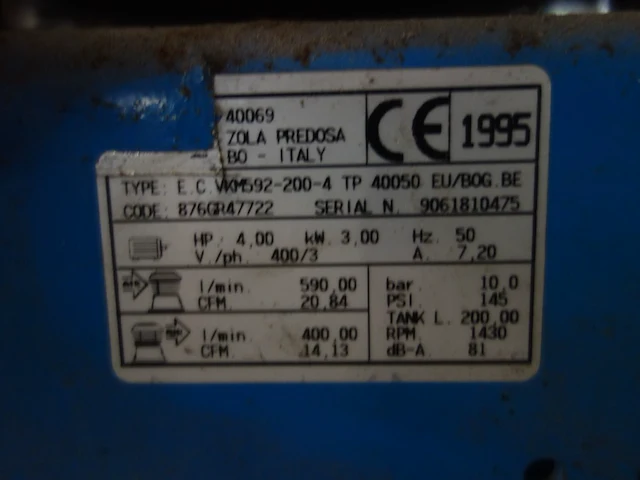 40069
ZOLA PREDOSA
BO - ITALY
CE 1995
TYPE: E.C.VKM592-200-4 TP 40050 EU/BOG.BE
CODE: 876GR47722 SERIAL N. 9061810475
HP. 4,00 kW. 3,00 Hz. 50
V./ph. 400/3 A. 7,20
l/min. 590,00
CFM. 20,84
l/min. 400,00
CFM. 14,13
bar. 10,0
PSI. 145
TANK L. 200,00
RPM. 1430
dB-A 81